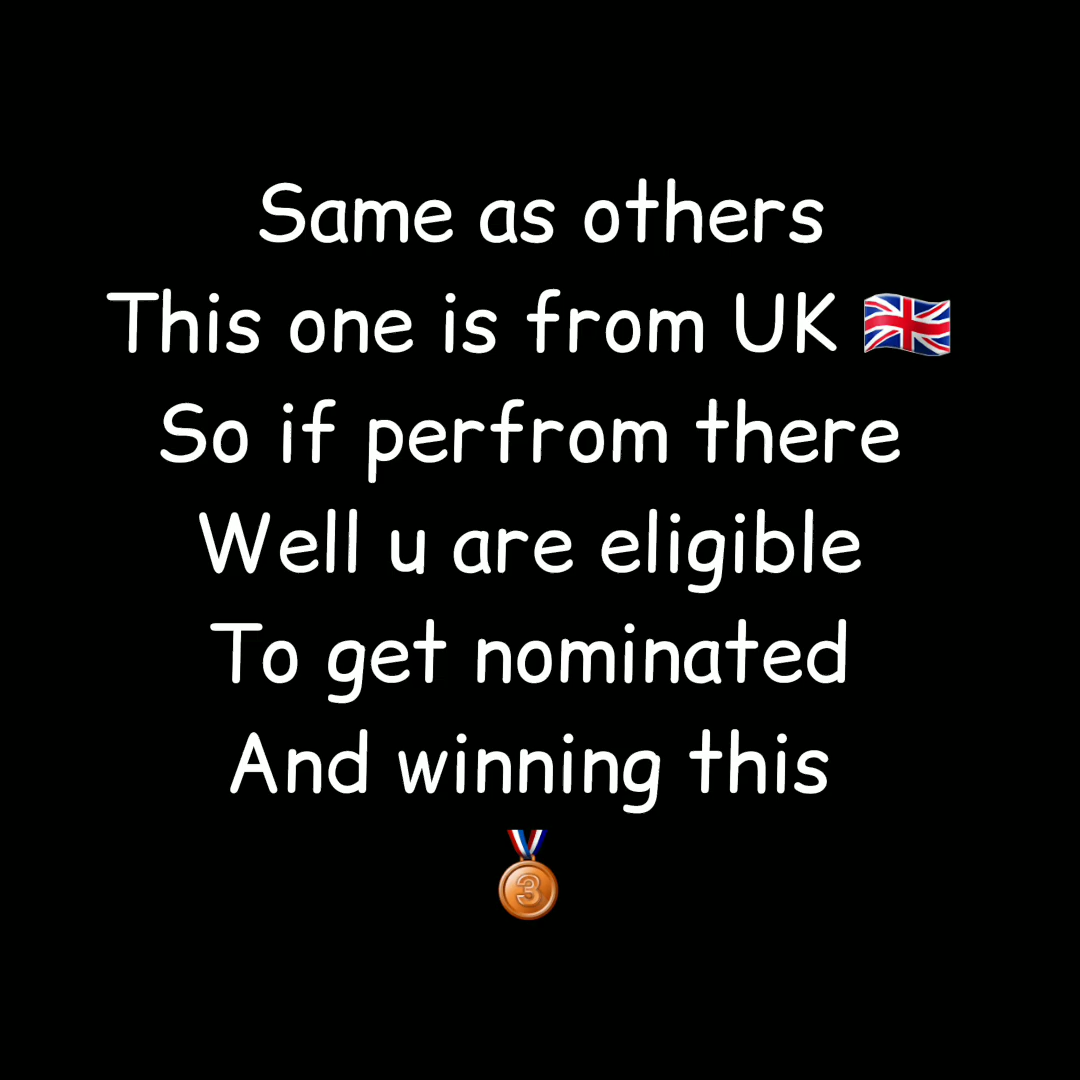 Same as others
This one is from UK 🇬🇧
So if perfrom there
Well u are eligible
To get nominated
And winning this
🥉